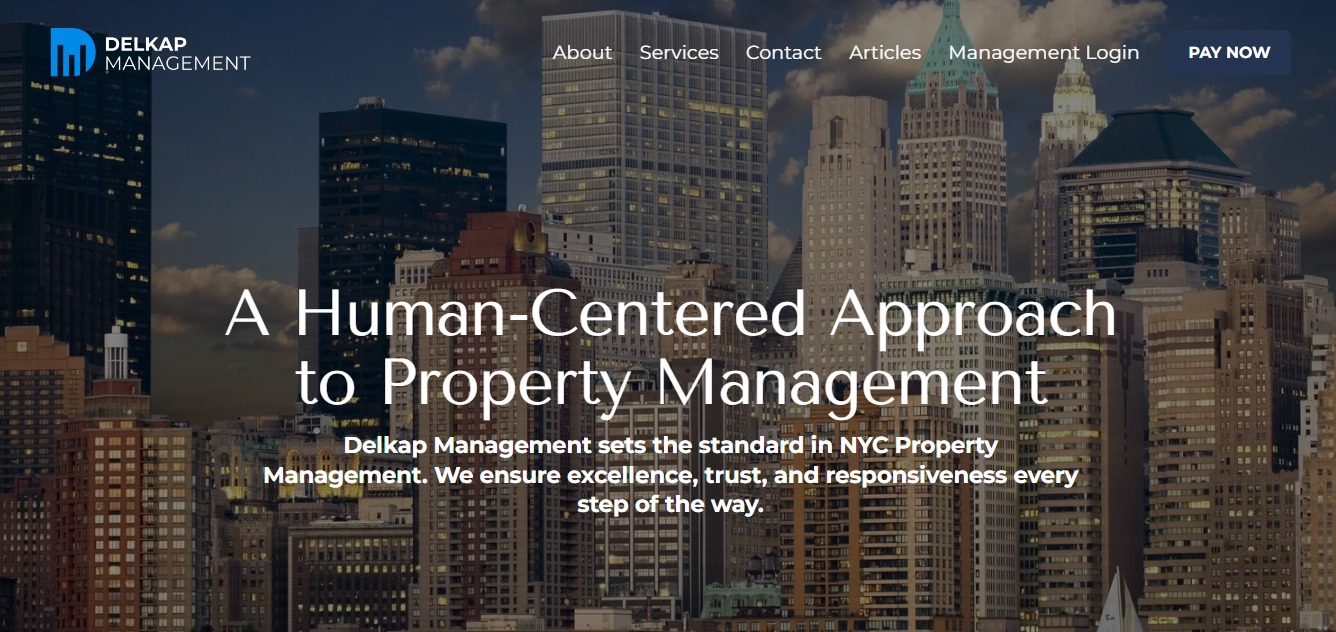 DELKAP
MANAGEMENT
About Services Contact Articles Management Login PAY NOW
A Human-Centered Approach
to Property Management
Delkap Management sets the standard in NYC Property
Management. We ensure excellence, trust, and responsiveness every
step of the way.